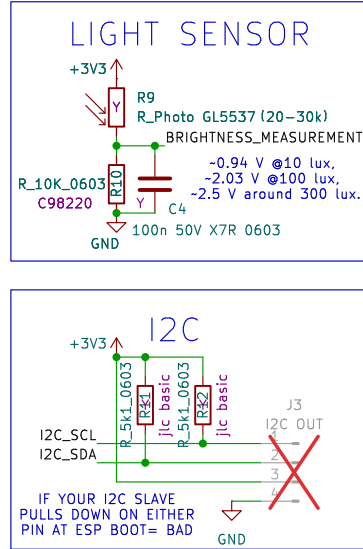 LIGHT SENSOR
+3V3
R9
Y
R_Photo GL5537 (20-30k)
BRIGHTNESS_MEASUREMENT
~0.94 V @10 lux,
~2.03 V @100 lux,
~2.5 V around 300 lux.
R_10K_0603
R10
C98220
Y
C4
100n 50V X7R 0603
GND
I2C
+3V3
R_5k1_0603
R11
jlc basic
R_5k1_0603
R12
jlc basic
J3
I2C OUT
I2C_SCL
1
I2C_SDA
2
3
4
IF YOUR I2C SLAVE
PULLS DOWN ON EITHER
PIN AT ESP BOOT= BAD
GND